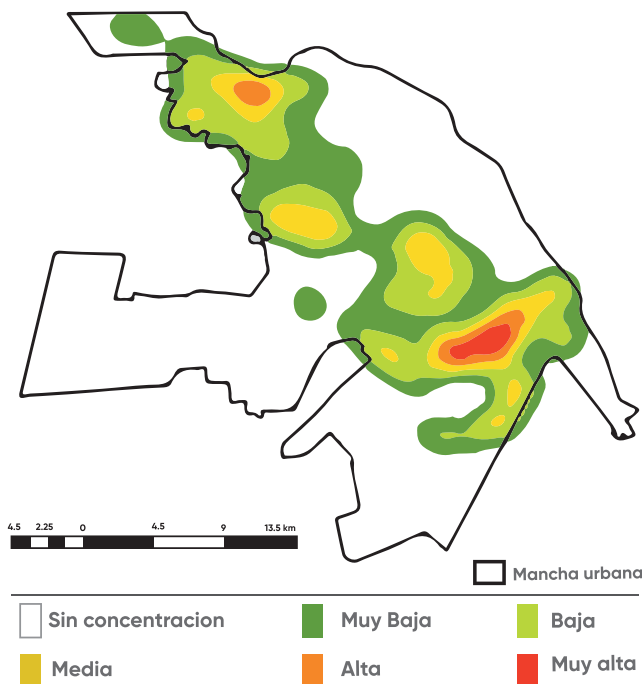 4.5 2.25 0 4.5 9 13.5 km
Mancha urbana
Sin concentracion Muy Baja Baja
Media Alta Muy alta